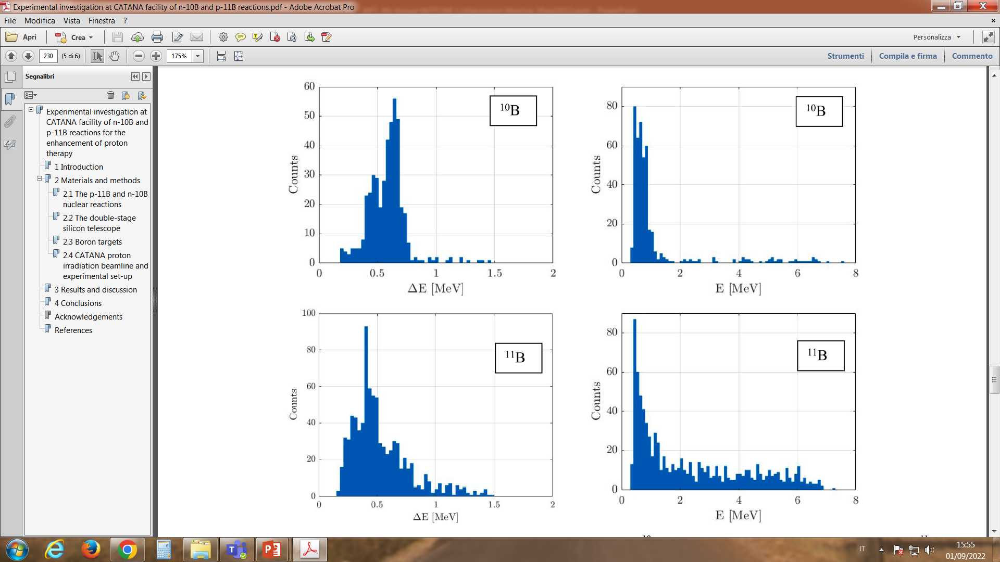 Experimental investigation at CATANA facility of n-10B and p-11B reactions.pdf - Adobe Acrobat Pro
File Modifica Vista Finestra ?
Apri Crea Personalizza
230 (5 di 6) 175% Strumenti Compila e firma Commento
Segnalibri
Experimental investigation at
CATANA facility of n-10B and
p-11B reactions for the
enhancement of proton
therapy
1 Introduction
2 Materials and methods
2.1 The p-11B and n-10B
nuclear reactions
2.2 The double-stage
silicon telescope
2.3 Boron targets
2.4 CATANA proton
irradiation beamline and
experimental set-up
3 Results and discussion
4 Conclusions
Acknowledgements
References
60
50
40
30
20
10
0
Counts
0 0.5 1 1.5 2
ΔE [MeV]
¹⁰B
80
60
40
20
0
Counts
0 2 4 6 8
E [MeV]
¹⁰B
100
80
60
40
20
0
Counts
0 0.5 1 1.5 2
ΔE [MeV]
¹¹B
80
60
40
20
0
Counts
0 2 4 6 8
E [MeV]
¹¹B
IT
15:55
01/09/2022